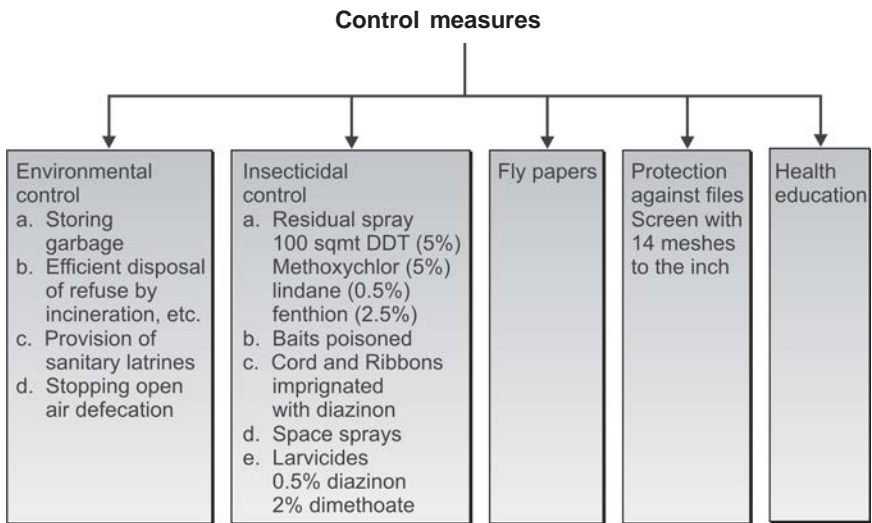 Control measures
Environmental
control
a. Storing
garbage
b. Efficient disposal
of refuse by
incineration, etc.
c. Provision of
sanitary latrines
d. Stopping open
air defecation
Insecticidal
control
a. Residual spray
100 sqmt DDT (5%)
Methoxychlor (5%)
lindane (0.5%)
fenthion (2.5%)
b. Baits poisoned
c. Cord and Ribbons
imprignated
with diazinon
d. Space sprays
e. Larvicides
0.5% diazinon
2% dimethoate
Fly papers
Protection
against files
Screen with
14 meshes
to the inch
Health
education